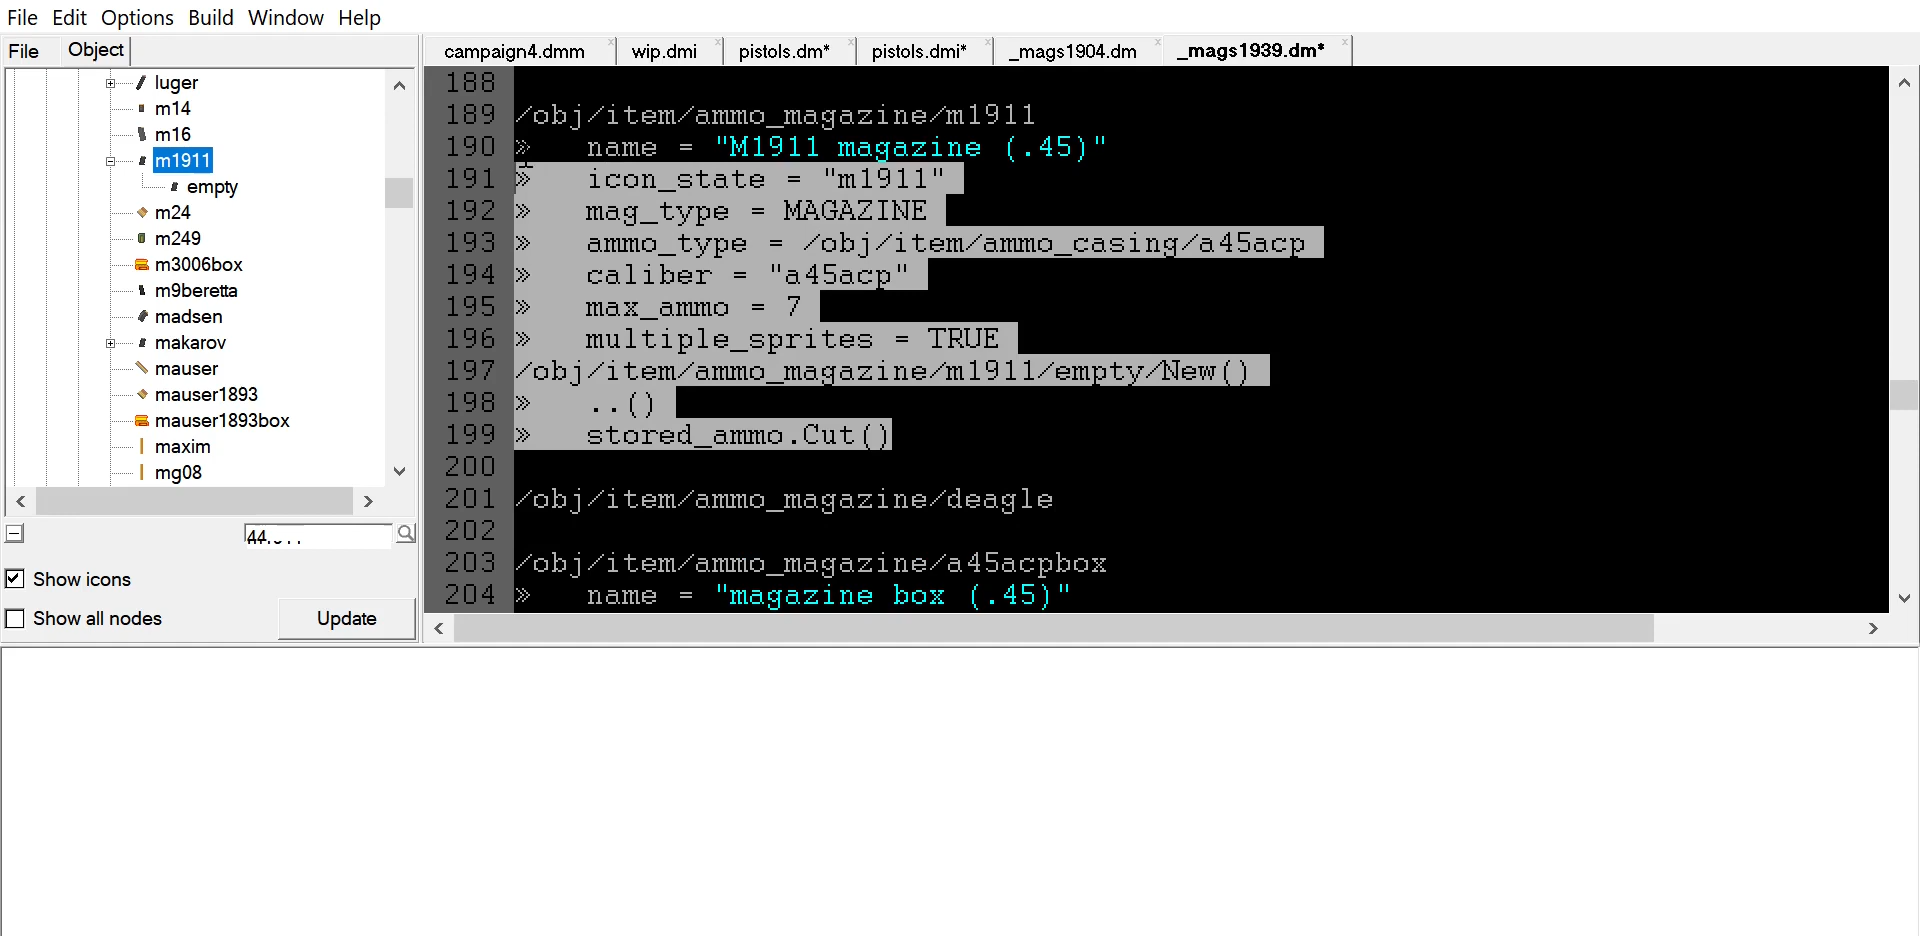 File Edit Options Build Window Help
File Object
campaign4.dmm wip.dmi pistols.dm* pistols.dmi* _mags1904.dm _mags1939.dm*
luger
m14
m16
m1911
empty
m24
m249
m3006box
m9beretta
madsen
makarov
mauser
mauser1893
mauser1893box
maxim
mg08
Show icons
Show all nodes
Update
188
189 /obj/item/ammo_magazine/m1911
190 » name = "M1911 magazine (.45)"
191 » icon_state = "m1911"
192 » mag_type = MAGAZINE
193 » ammo_type = /obj/item/ammo_casing/a45acp
194 » caliber = "a45acp"
195 » max_ammo = 7
196 » multiple_sprites = TRUE
197 /obj/item/ammo_magazine/m1911/empty/New()
198 » ..()
199 » stored_ammo.Cut()
200
201 /obj/item/ammo_magazine/deagle
202
203 /obj/item/ammo_magazine/a45acpbox
204 » name = "magazine box (.45)"